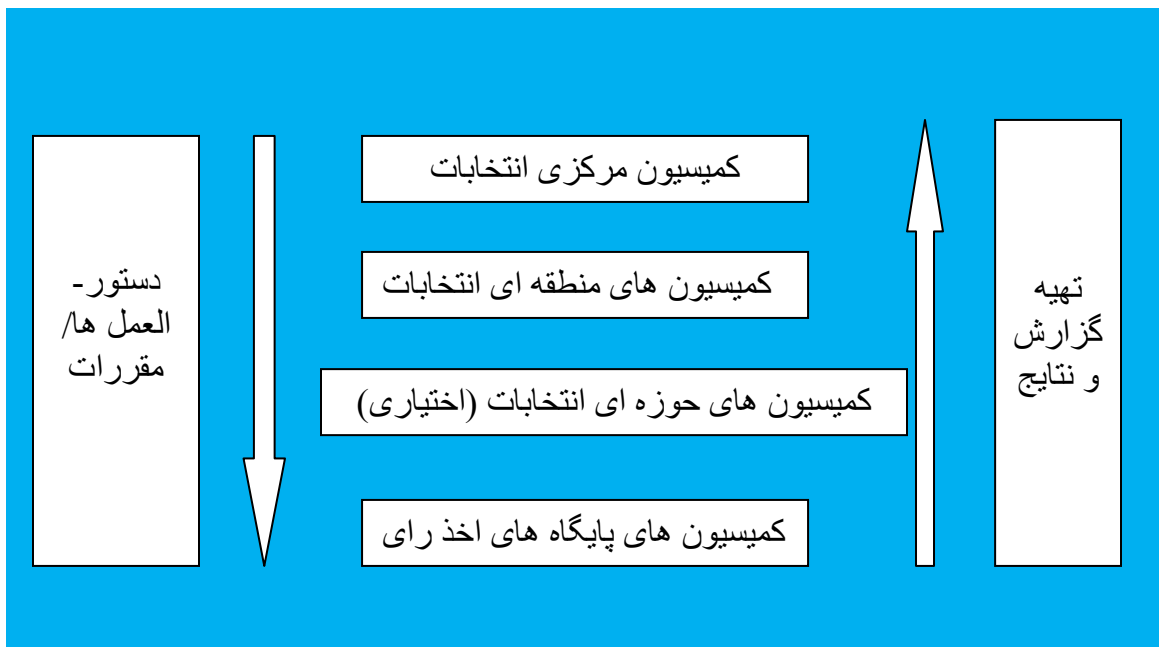 کمیسیون مرکزی انتخابات
کمیسیون های منطقه ای انتخابات
کمیسیون های حوزه ای انتخابات (اختیاری)
کمیسیون های پایگاه های اخذ رای
تهیه
گزارش
و نتایج
دستور-
العمل ها/
مقررات